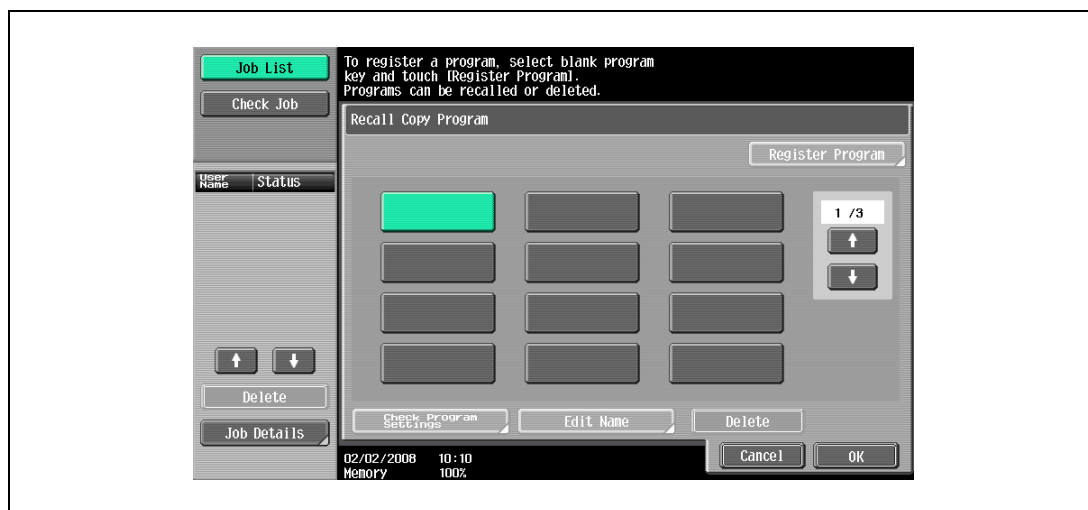 Job List
Check Job
User Name
Status
Delete
Job Details
To register a program, select blank program
key and touch [Register Program].
Programs can be recalled or deleted.
Recall Copy Program
Register Program
1 /3
Check Program
Settings
Edit Name
Delete
02/02/2008 10:10
Memory 100%
Cancel
OK